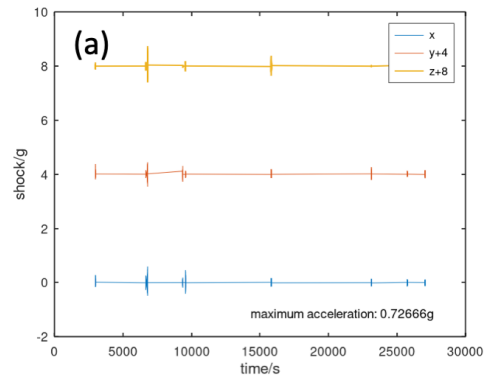 (a)
x
y+4
z+8
10
8
6
4
2
0
-2
shock/g
maximum acceleration: 0.72666g
0
5000
10000
15000
20000
25000
30000
time/s